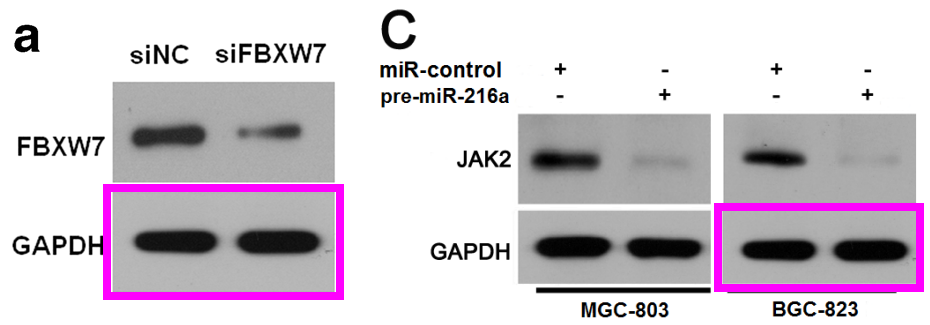 a
siNC siFBXW7
FBXW7
GAPDH
C
miR-control + - + -
pre-miR-216a - + - +
JAK2
GAPDH
MGC-803 BGC-823